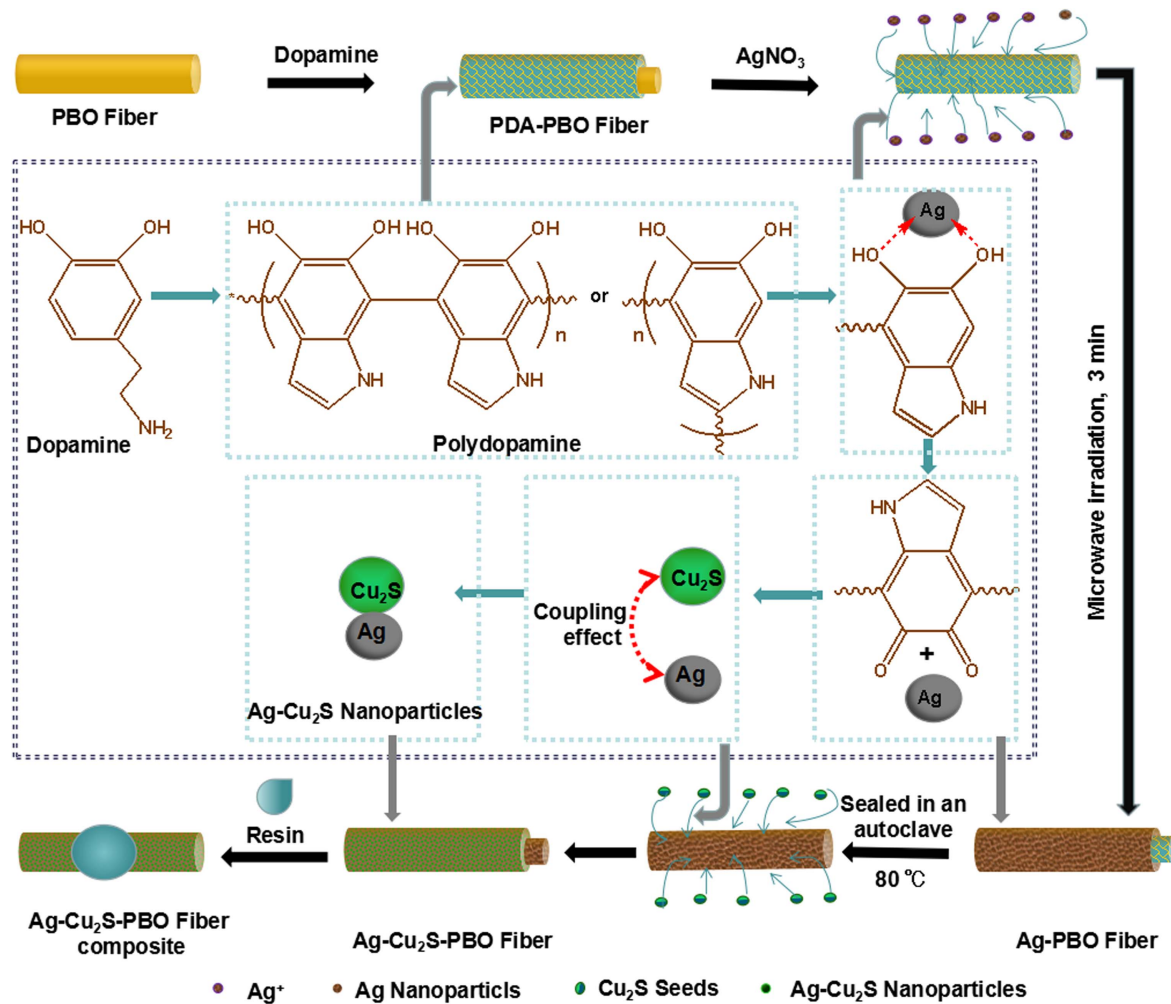 Dopamine
AgNO₃
PBO Fiber
PDA-PBO Fiber
Microwave Irradiation, 3 min
HO
OH
NH₂
Dopamine
HO
OH
HO
OH
*
n
NH
NH
or
HO
OH
n
NH
Polydopamine
Ag
HO
OH
NH
HN
O
O
+
Ag
Cu₂S
Coupling
effect
Ag
Cu₂S
Ag
Ag-Cu₂S Nanoparticles
Resin
Sealed in an
autoclave
80 ℃
Ag-Cu₂S-PBO Fiber
composite
Ag-Cu₂S-PBO Fiber
Ag-PBO Fiber
Ag⁺
Ag Nanoparticls
Cu₂S Seeds
Ag-Cu₂S Nanoparticles